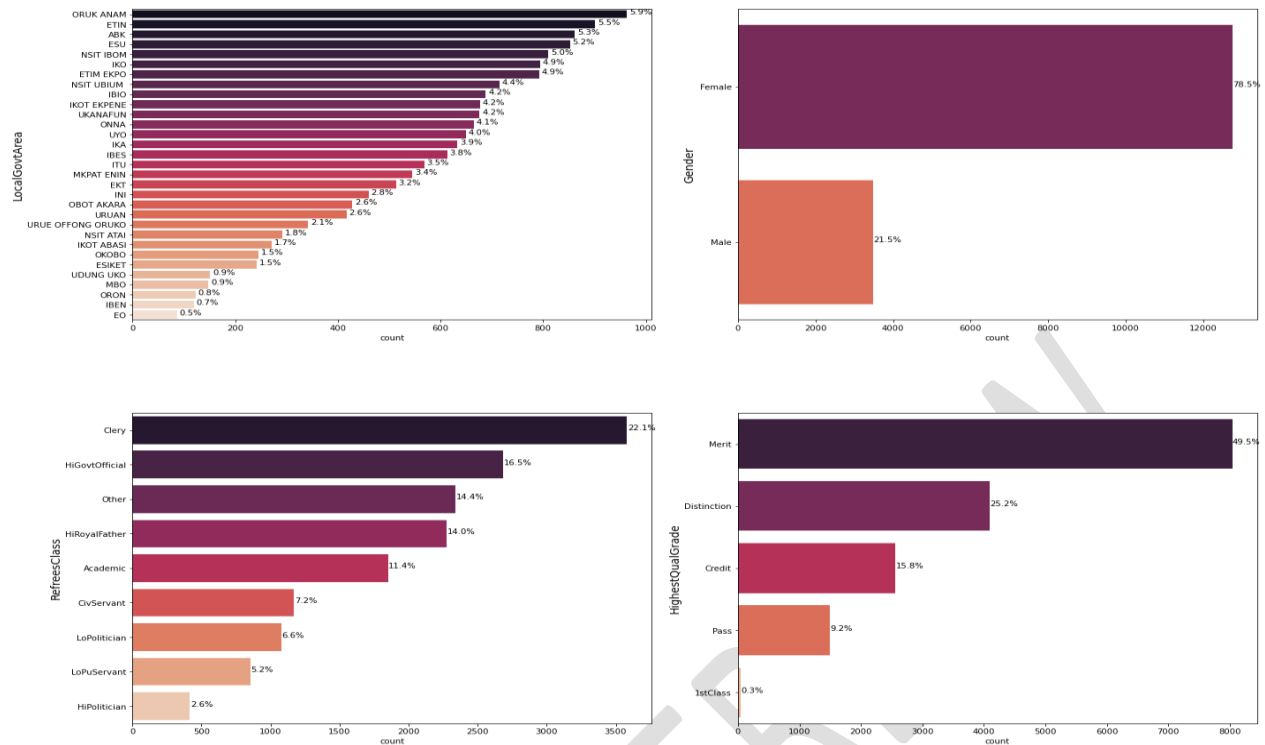 LocalGovtArea
ORUK ANAM 5.9%
ETIN 5.5%
ABK 5.3%
ESU 5.2%
NSIT IBOM 5.0%
IKO 4.9%
ETIM EKPO 4.9%
NSIT UBIUM 4.4%
IBIO 4.2%
IKOT EKPENE 4.2%
UKANAFUN 4.2%
ONNA 4.1%
UYO 4.0%
IKA 3.9%
IBES 3.8%
ITU 3.5%
MKPAT ENIN 3.4%
EKT 3.2%
INI 2.8%
OBOT AKARA 2.6%
URUAN 2.6%
URUE OFFONG ORUKO 2.1%
NSIT ATAI 1.8%
IKOT ABASI 1.7%
OKOBO 1.5%
ESIKET 1.5%
UDUNG UKO 0.9%
MBO 0.9%
ORON 0.8%
IBEN 0.7%
EO 0.5%
0 200 400 600 800 1000
count
Gender
Female 78.5%
Male 21.5%
0 2000 4000 6000 8000 10000 12000
count
RefreesClass
Clery 22.1%
HiGovtOfficial 16.5%
Other 14.4%
HiRoyalFather 14.0%
Academic 11.4%
CivServant 7.2%
LoPolitician 6.6%
LoPuServant 5.2%
HiPolitician 2.6%
0 500 1000 1500 2000 2500 3000 3500
count
HighestQualGrade
Merit 49.5%
Distinction 25.2%
Credit 15.8%
Pass 9.2%
1stClass 0.3%
0 1000 2000 3000 4000 5000 6000 7000 8000
count